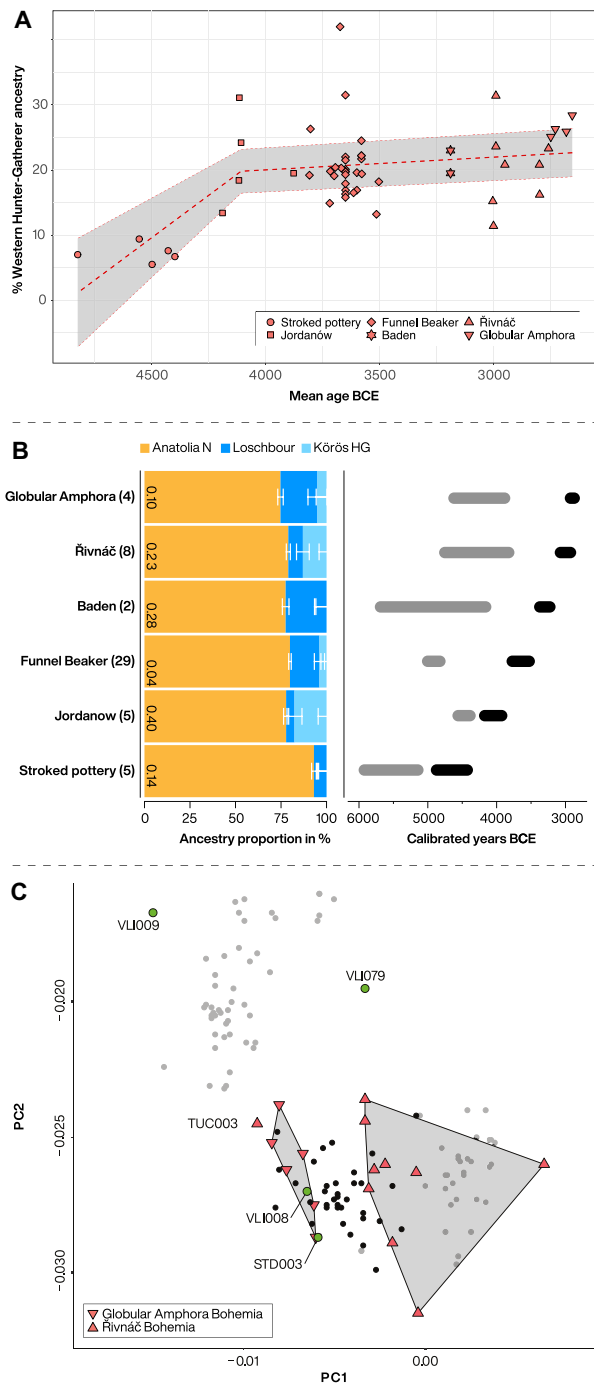 A
% Western Hunter-Gatherer ancestry
30
20
10
0
Stroked pottery Funnel Beaker Řivnáč
Jordanów Baden Globular Amphora
4500 4000 3500 3000
Mean age BCE
B
Anatolia N Loschbour Körös HG
Globular Amphora (4) 0.10
Řivnáč (8) 0.23
Baden (2) 0.28
Funnel Beaker (29) 0.04
Jordanow (5) 0.40
Stroked pottery (5) 0.14
0 25 50 75 100 6000 5000 4000 3000
Ancestry proportion in % Calibrated years BCE
C
VLI009
VLI079
−0.020
TUC003
−0.025
PC2
VLI008
STD003
−0.030
Globular Amphora Bohemia
Řivnáč Bohemia
−0.01 0.00
PC1